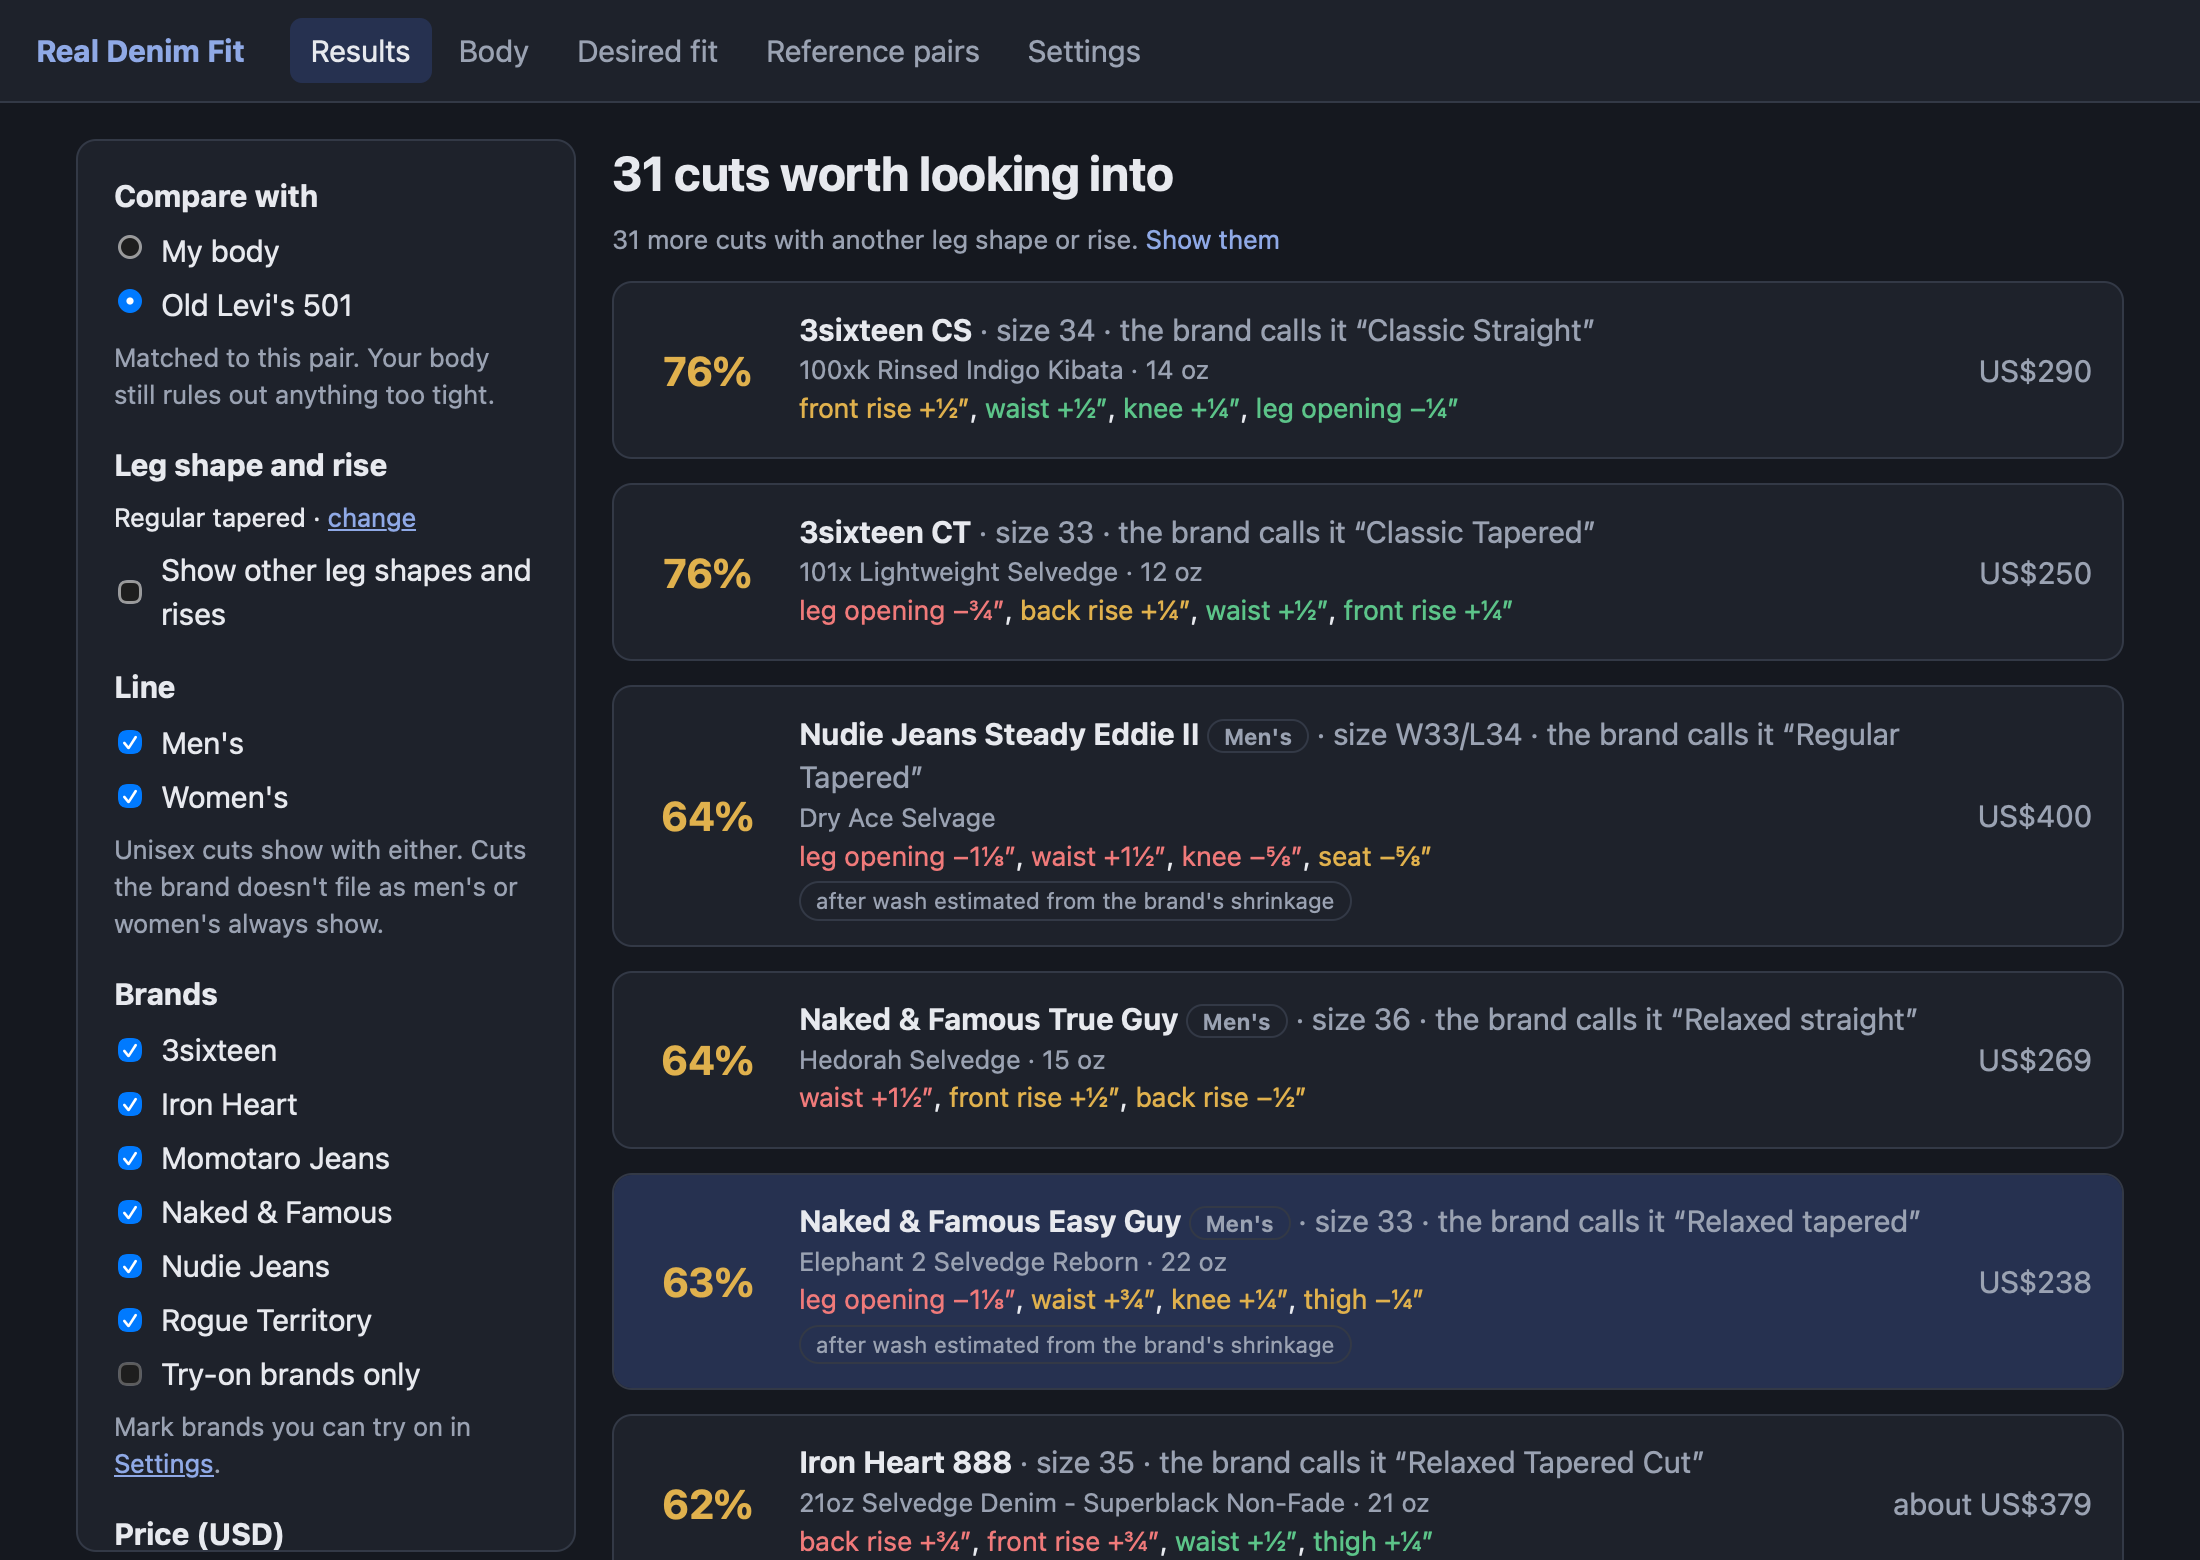 Real Denim Fit
Results
Body
Desired fit
Reference pairs
Settings
Compare with
My body
Old Levi's 501
Matched to this pair. Your body
still rules out anything too tight.
Leg shape and rise
Regular tapered · change
Show other leg shapes and
rises
Line
Men's
Women's
Unisex cuts show with either. Cuts
the brand doesn't file as men's or
women's always show.
Brands
3sixteen
Iron Heart
Momotaro Jeans
Naked & Famous
Nudie Jeans
Rogue Territory
Try-on brands only
Mark brands you can try on in
Settings.
Price (USD)
31 cuts worth looking into
31 more cuts with another leg shape or rise. Show them
76%
3sixteen CS · size 34 · the brand calls it “Classic Straight”
100xk Rinsed Indigo Kibata · 14 oz
front rise +½″, waist +½″, knee +¼″, leg opening −¼″
US$290
76%
3sixteen CT · size 33 · the brand calls it “Classic Tapered”
101x Lightweight Selvedge · 12 oz
leg opening −¾″, back rise +¼″, waist +½″, front rise +¼″
US$250
64%
Nudie Jeans Steady Eddie II Men's · size W33/L34 · the brand calls it “Regular
Tapered”
Dry Ace Selvage
leg opening −1⅛″, waist +1½″, knee −⅝″, seat −⅝″
after wash estimated from the brand's shrinkage
US$400
64%
Naked & Famous True Guy Men's · size 36 · the brand calls it “Relaxed straight”
Hedorah Selvedge · 15 oz
waist +1½″, front rise +½″, back rise −½″
US$269
63%
Naked & Famous Easy Guy Men's · size 33 · the brand calls it “Relaxed tapered”
Elephant 2 Selvedge Reborn · 22 oz
leg opening −1⅛″, waist +¾″, knee +¼″, thigh −¼″
after wash estimated from the brand's shrinkage
US$238
62%
Iron Heart 888 · size 35 · the brand calls it “Relaxed Tapered Cut”
21oz Selvedge Denim - Superblack Non-Fade · 21 oz
back rise +¾″, front rise +¾″, waist +½″, thigh +¼″
about US$379